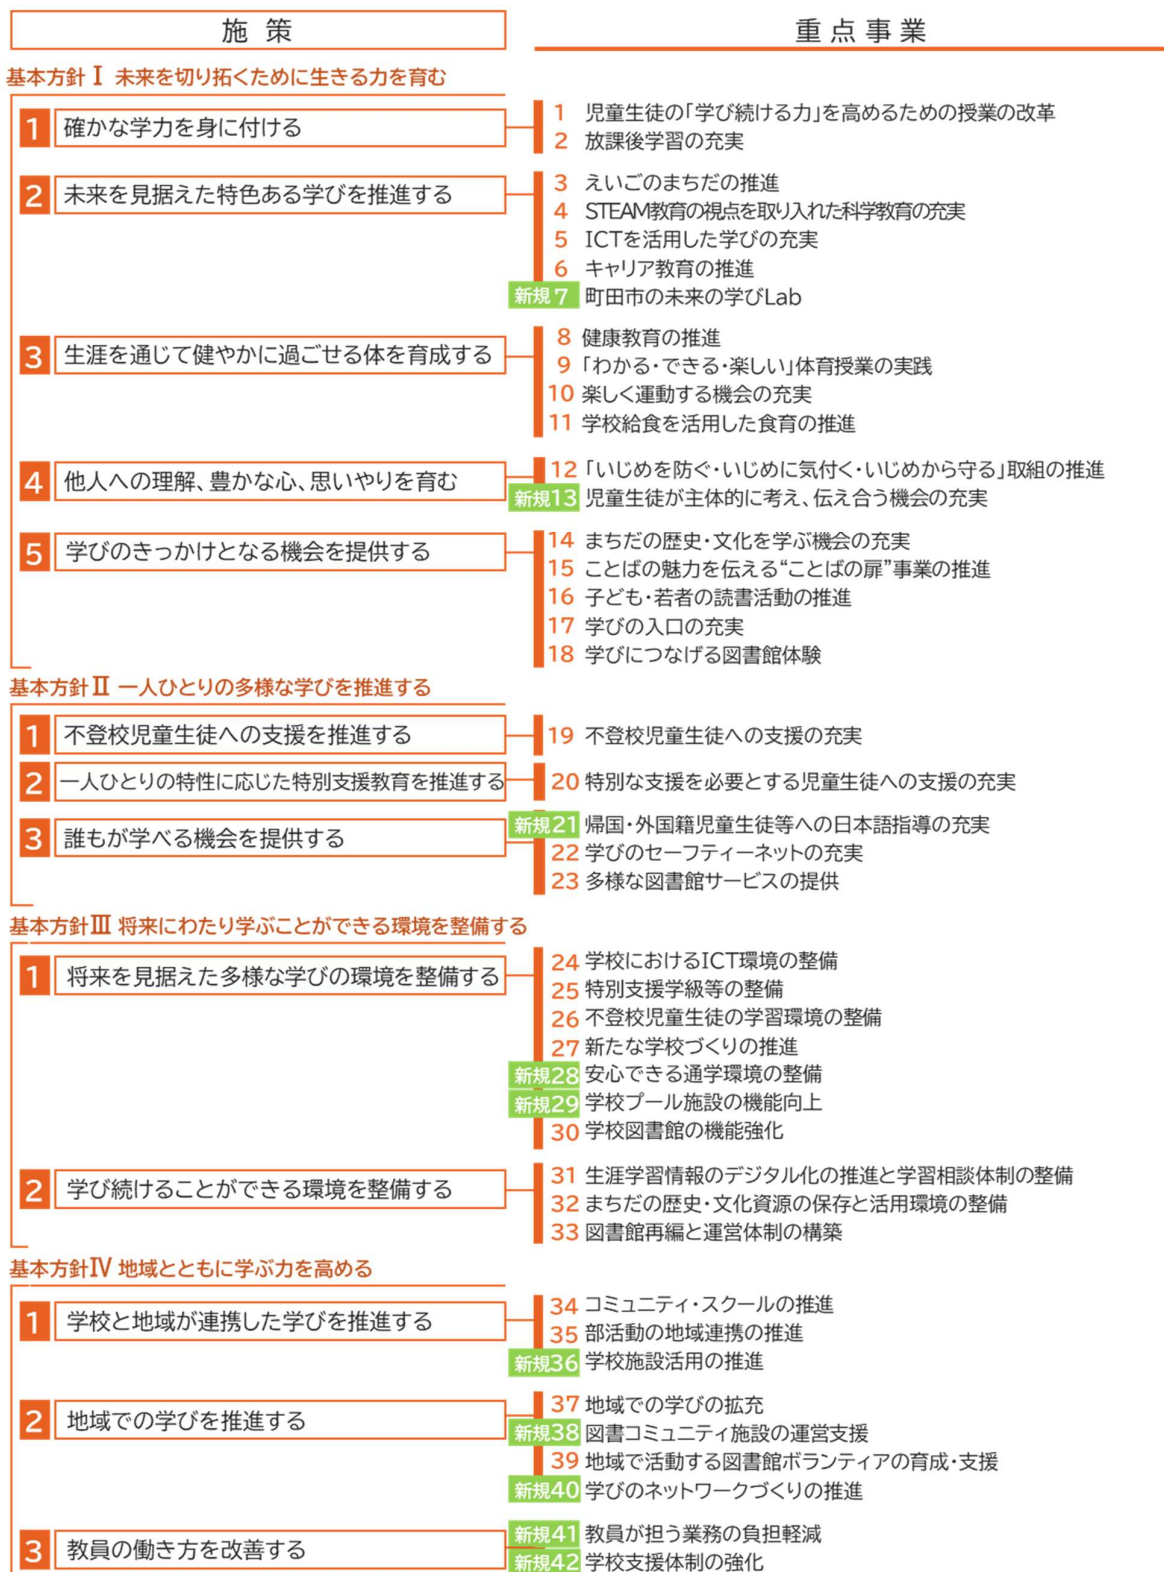 施 策
重 点 事 業
基本方針Ⅰ 未来を切り拓くために生きる力を育む
1 確かな学力を身に付ける
1 児童生徒の「学び続ける力」を高めるための授業の改革
2 放課後学習の充実
2 未来を見据えた特色ある学びを推進する
3 えいごのまちだの推進
4 STEAM教育の視点を取り入れた科学教育の充実
5 ICTを活用した学びの充実
6 キャリア教育の推進
新規7 町田市の未来の学びLab
3 生涯を通じて健やかに過ごせる体を育成する
8 健康教育の推進
9 「わかる・できる・楽しい」体育授業の実践
10 楽しく運動する機会の充実
11 学校給食を活用した食育の推進
4 他人への理解、豊かな心、思いやりを育む
12 「いじめを防ぐ・いじめに気付く・いじめから守る」取組の推進
新規13 児童生徒が主体的に考え、伝え合う機会の充実
5 学びのきっかけとなる機会を提供する
14 まちだの歴史・文化を学ぶ機会の充実
15 ことばの魅力を伝える“ことばの扉”事業の推進
16 子ども・若者の読書活動の推進
17 学びの入口の充実
18 学びにつなげる図書館体験
基本方針Ⅱ 一人ひとりの多様な学びを推進する
1 不登校児童生徒への支援を推進する
19 不登校児童生徒への支援の充実
2 一人ひとりの特性に応じた特別支援教育を推進する
20 特別な支援を必要とする児童生徒への支援の充実
3 誰もが学べる機会を提供する
新規21 帰国・外国籍児童生徒等への日本語指導の充実
22 学びのセーフティーネットの充実
23 多様な図書館サービスの提供
基本方針Ⅲ 将来にわたり学ぶことができる環境を整備する
1 将来を見据えた多様な学びの環境を整備する
24 学校におけるICT環境の整備
25 特別支援学級等の整備
26 不登校児童生徒の学習環境の整備
27 新たな学校づくりの推進
新規28 安心できる通学環境の整備
新規29 学校プール施設の機能向上
30 学校図書館の機能強化
2 学び続けることができる環境を整備する
31 生涯学習情報のデジタル化の推進と学習相談体制の整備
32 まちだの歴史・文化資源の保存と活用環境の整備
33 図書館再編と運営体制の構築
基本方針Ⅳ 地域とともに学ぶ力を高める
1 学校と地域が連携した学びを推進する
34 コミュニティ・スクールの推進
35 部活動の地域連携の推進
新規36 学校施設活用の推進
2 地域での学びを推進する
37 地域での学びの拡充
新規38 図書コミュニティ施設の運営支援
39 地域で活動する図書館ボランティアの育成・支援
新規40 学びのネットワークづくりの推進
3 教員の働き方を改善する
新規41 教員が担う業務の負担軽減
新規42 学校支援体制の強化